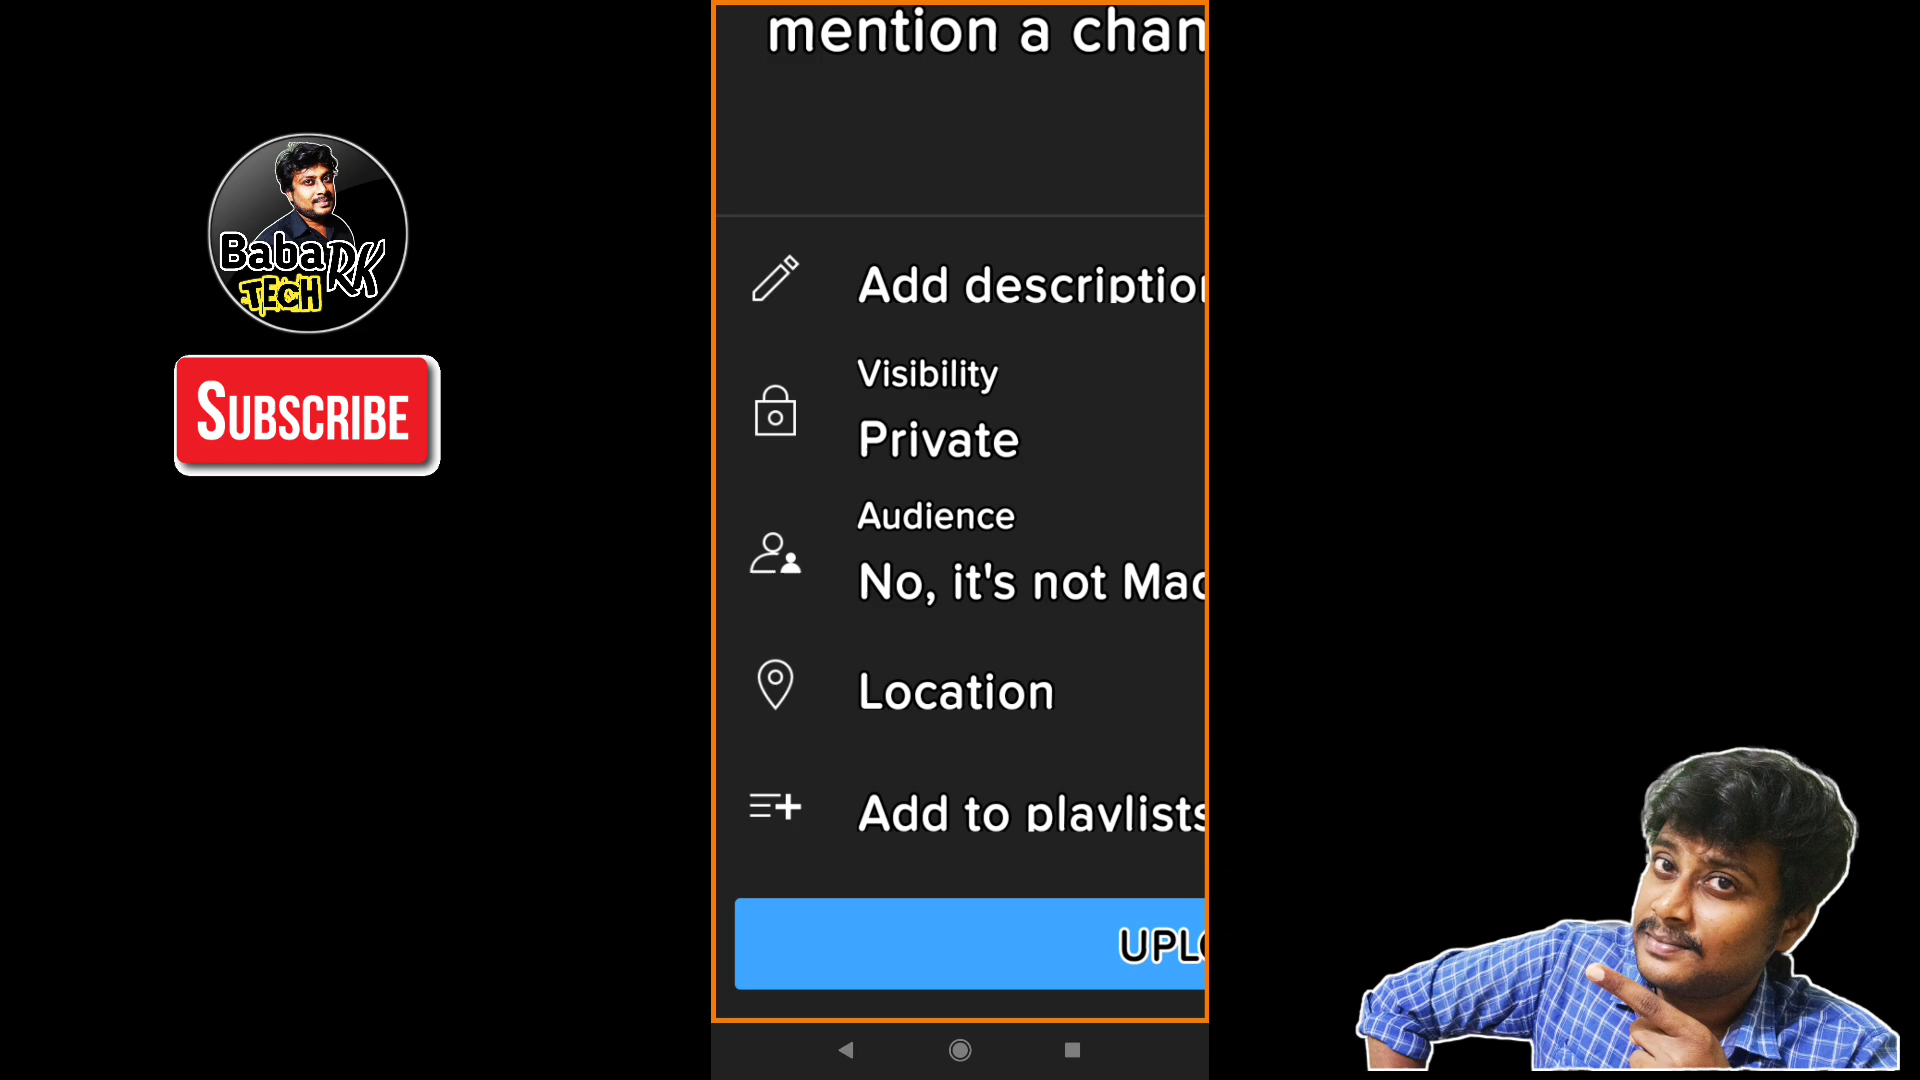 Baba RK
TECH
SUBSCRIBE
mention a chan
Add descriptio
Visibility
Private
Audience
No, it's not Mad
Location
Add to playlists
UPLO